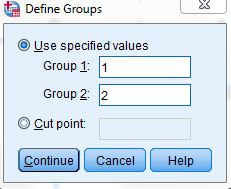 Define Groups
Use specified values
Group 1: 1
Group 2: 2
Cut point:
Continue Cancel Help